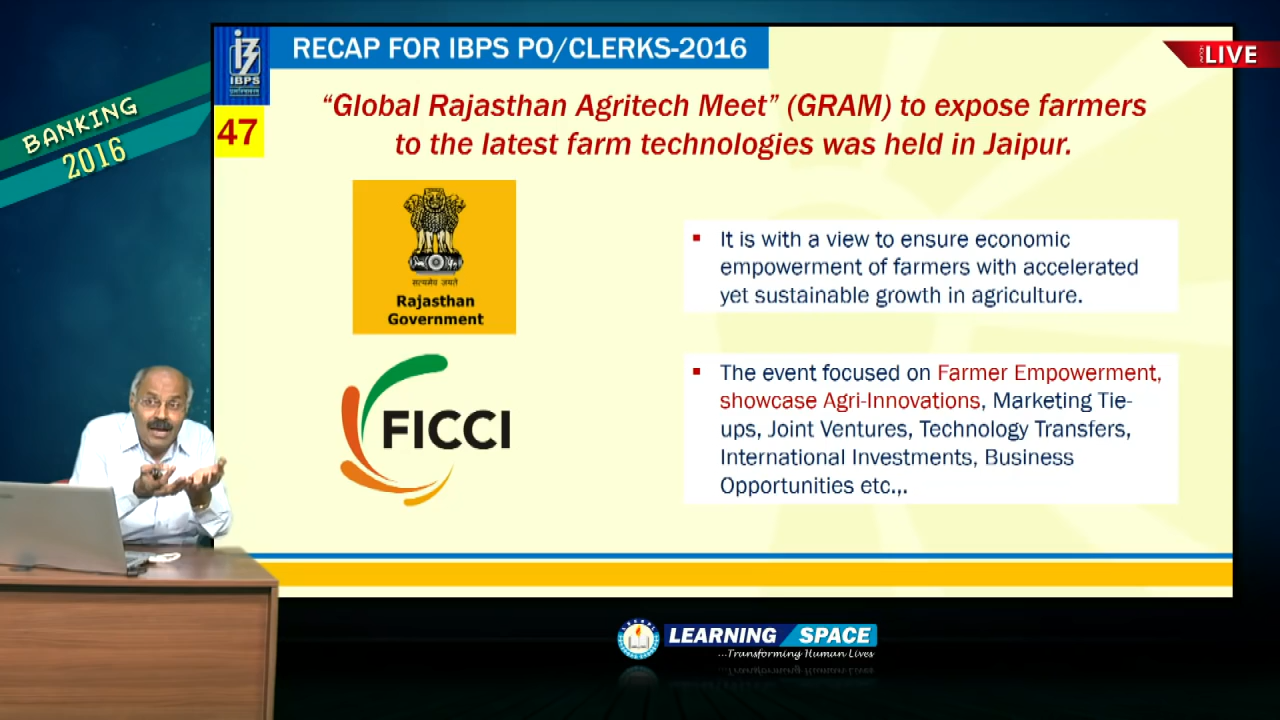 BANKING
2016
IBPS
RECAP FOR IBPS PO/CLERKS-2016
LIVE
47
“Global Rajasthan Agritech Meet” (GRAM) to expose farmers
to the latest farm technologies was held in Jaipur.
सत्यमेव जयते
Rajasthan
Government
FICCI
▪ It is with a view to ensure economic
empowerment of farmers with accelerated
yet sustainable growth in agriculture.
▪ The event focused on Farmer Empowerment,
showcase Agri-Innovations, Marketing Tie-
ups, Joint Ventures, Technology Transfers,
International Investments, Business
Opportunities etc.,.
LEARNING SPACE
...Transforming Human Lives